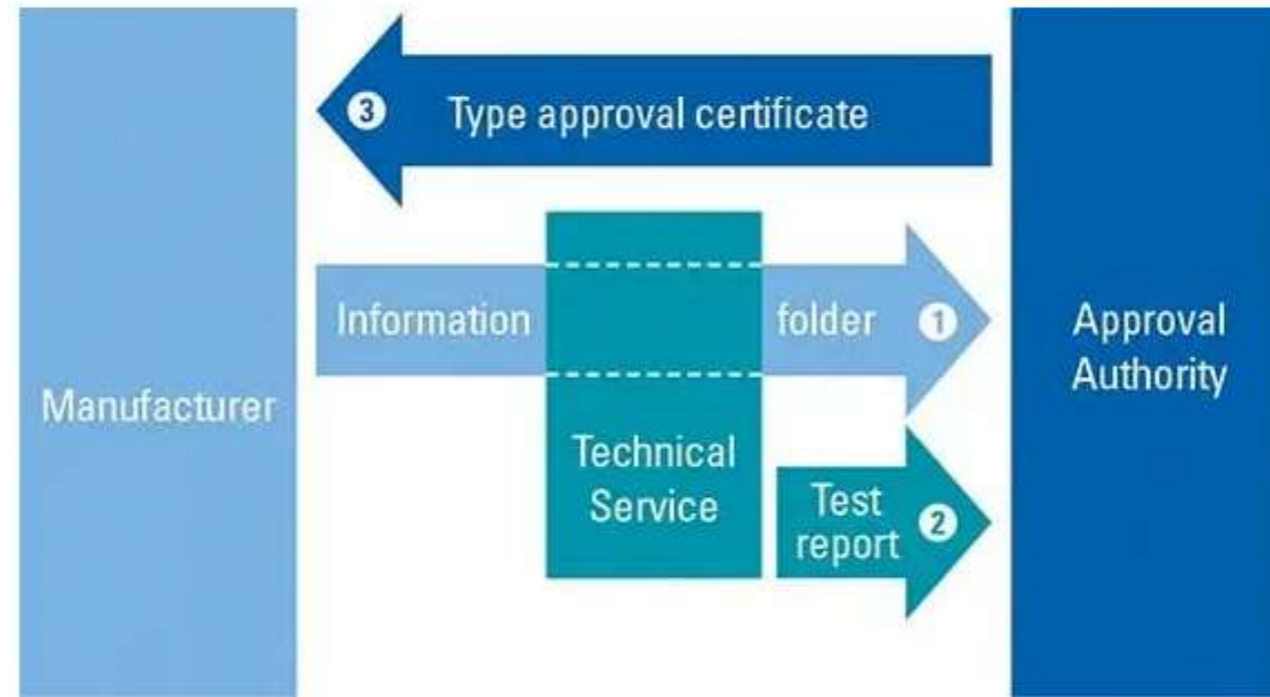 3 Type approval certificate
Information folder 1
Manufacturer
Approval
Authority
Technical
Service
Test
report 2